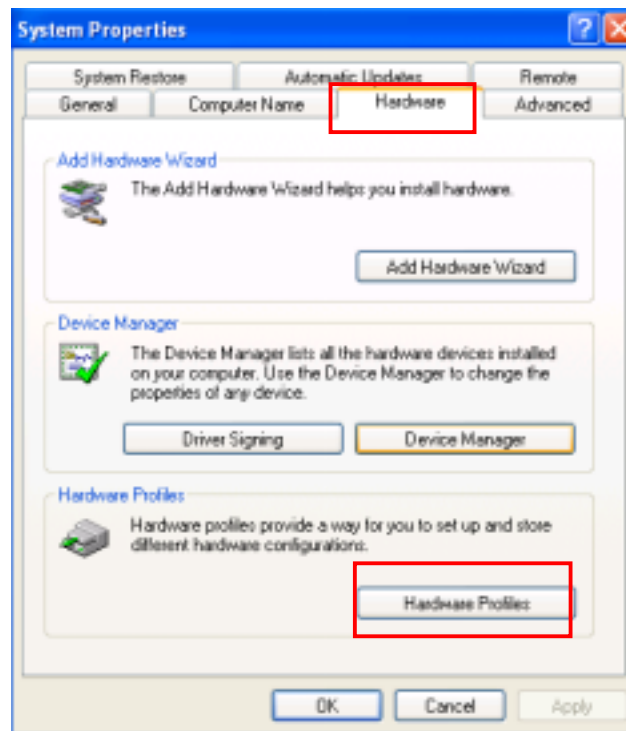 System Properties
System Restore Automatic Updates Remote
General Computer Name Hardware Advanced
Add Hardware Wizard
The Add Hardware Wizard helps you install hardware.
Add Hardware Wizard
Device Manager
The Device Manager lists all the hardware devices installed
on your computer. Use the Device Manager to change the
properties of any device.
Driver Signing Device Manager
Hardware Profiles
Hardware profiles provide a way for you to set up and store
different hardware configurations.
Hardware Profiles
OK Cancel Apply